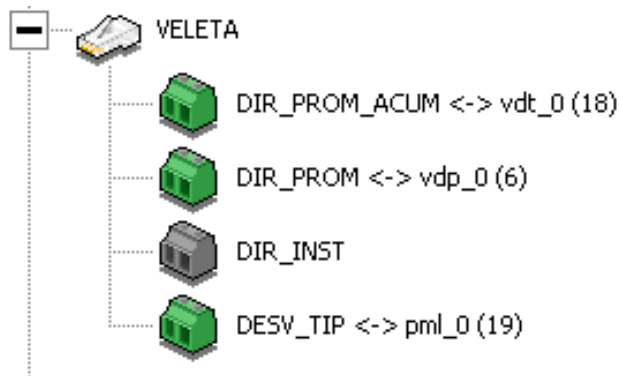 VELETA
DIR_PROM_ACUM <-> vdt_0 (18)
DIR_PROM <-> vdp_0 (6)
DIR_INST
DESV_TIP <-> pml_0 (19)